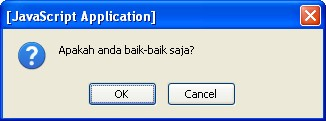 [JavaScript Application]
Apakah anda baik-baik saja?
OK
Cancel